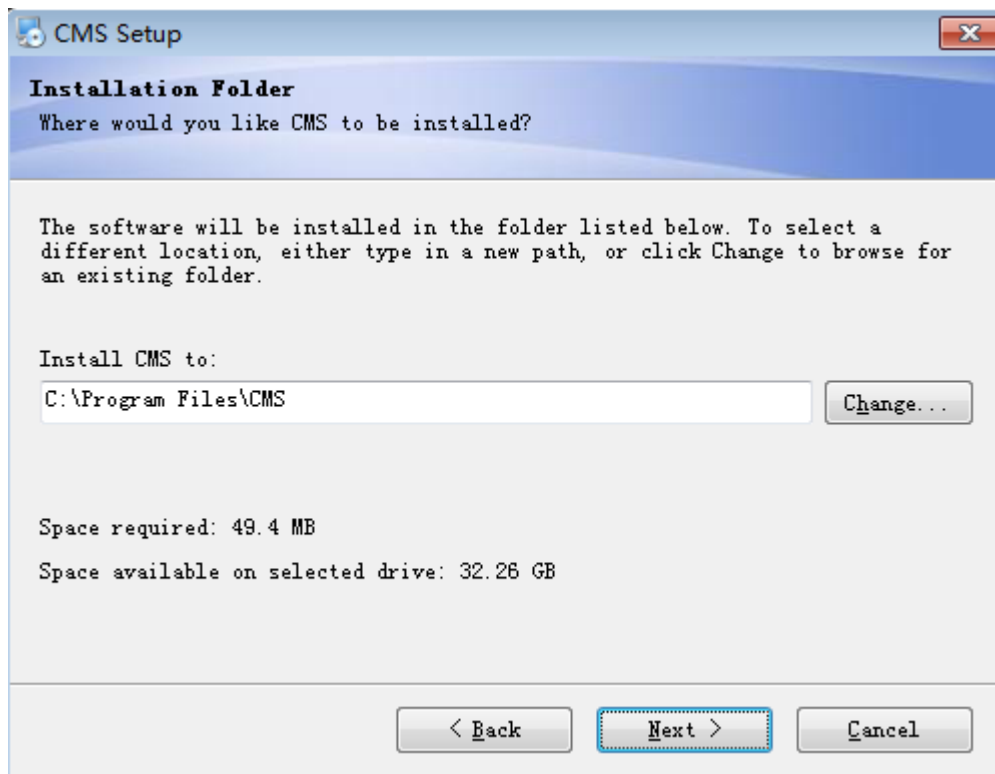 CMS Setup
Installation Folder
Where would you like CMS to be installed?
The software will be installed in the folder listed below. To select a
different location, either type in a new path, or click Change to browse for
an existing folder.
Install CMS to:
C:\Program Files\CMS
Change...
Space required: 49.4 MB
Space available on selected drive: 32.26 GB
< Back
Next >
Cancel